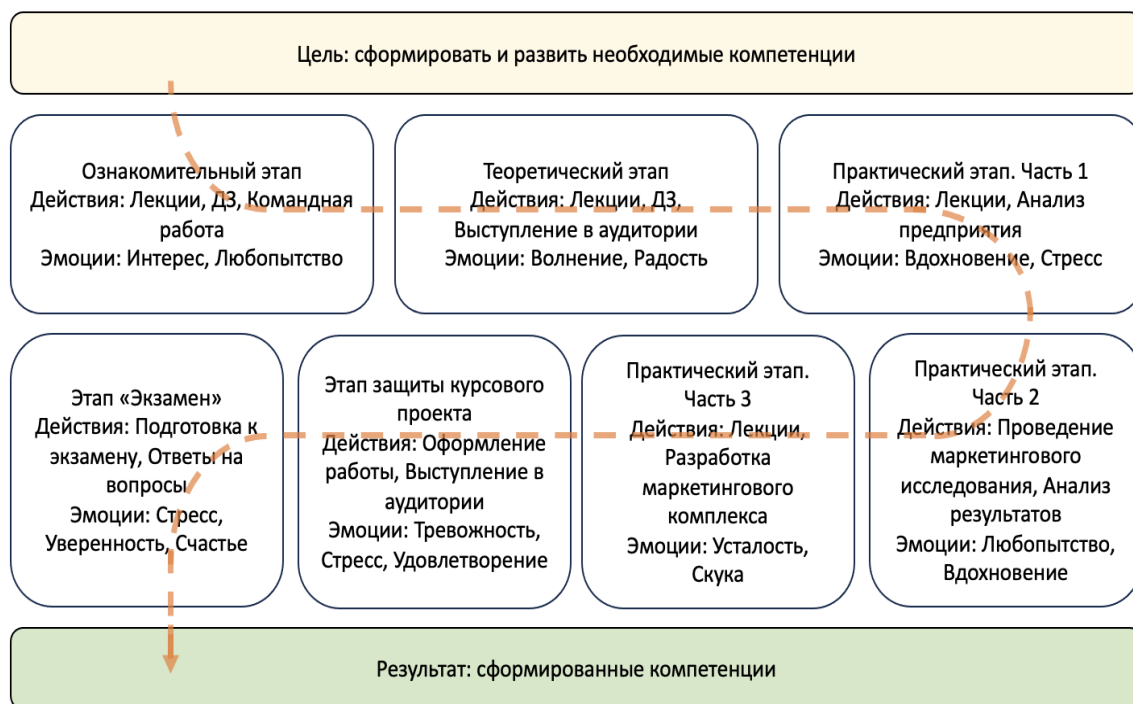 Цель: сформировать и развить необходимые компетенции
Ознакомительный этап
Действия: Лекции, ДЗ, Командная
работа
Эмоции: Интерес, Любопытство
Теоретический этап
Действия: Лекции, ДЗ,
Выступление в аудитории
Эмоции: Волнение, Радость
Практический этап. Часть 1
Действия: Лекции, Анализ
предприятия
Эмоции: Вдохновение, Стресс
Этап «Экзамен»
Действия: Подготовка к
экзамену, Ответы на
вопросы
Эмоции: Стресс,
Уверенность, Счастье
Этап защиты курсового
проекта
Действия: Оформление
работы, Выступление в
аудитории
Эмоции: Тревожность,
Стресс, Удовлетворение
Практический этап.
Часть 3
Действия: Лекции,
Разработка
маркетингового
комплекса
Эмоции: Усталость,
Скука
Практический этап.
Часть 2
Действия: Проведение
маркетингового
исследования, Анализ
результатов
Эмоции: Любопытство,
Вдохновение
Результат: сформированные компетенции